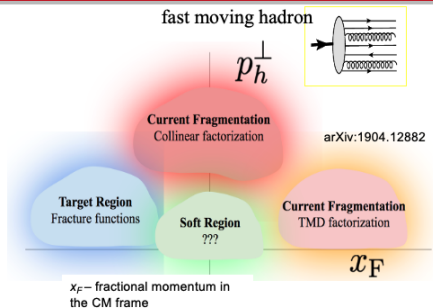 fast moving hadron
p_h^⊥
Current Fragmentation
Collinear factorization
arXiv:1904.12882
Target Region
Fracture functions
Soft Region
???
Current Fragmentation
TMD factorization
x_F
x_F – fractional momentum in
the CM frame